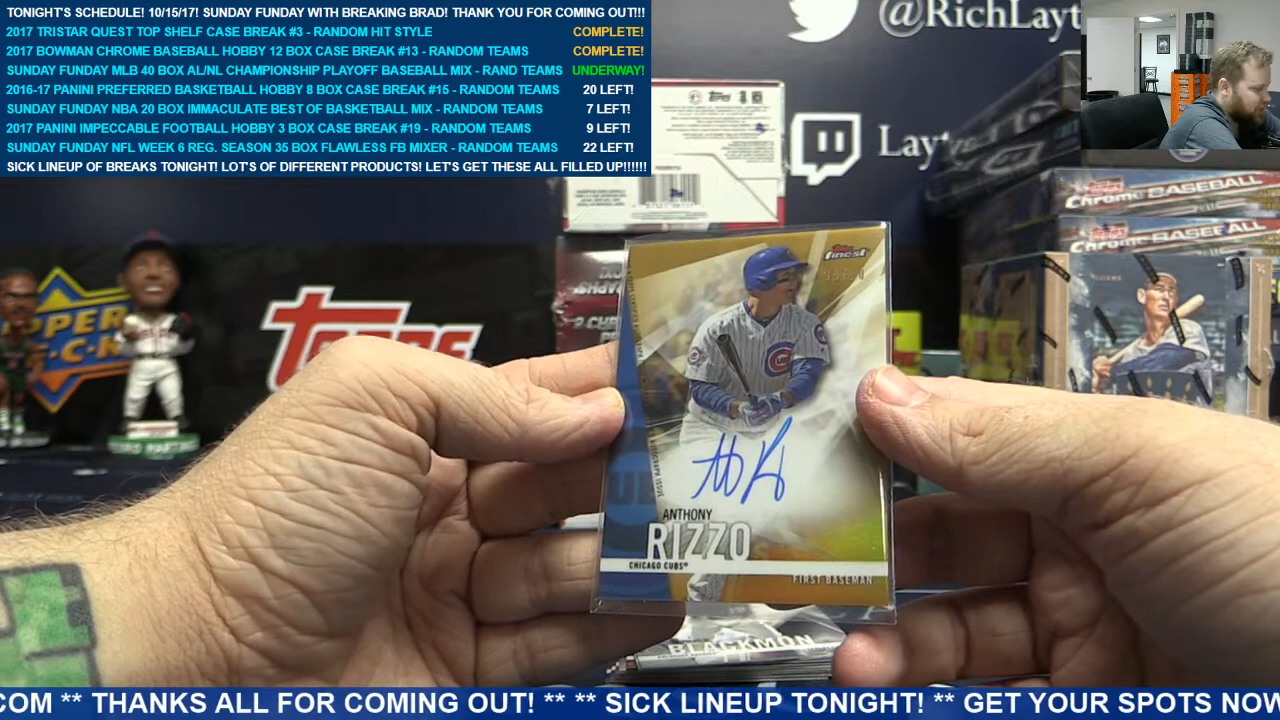 TONIGHT'S SCHEDULE! 10/15/17! SUNDAY FUNDAY WITH BREAKING BRAD! THANK YOU FOR COMING OUT!!!
2017 TRISTAR QUEST TOP SHELF CASE BREAK #3 - RANDOM HIT STYLE COMPLETE!
2017 BOWMAN CHROME BASEBALL HOBBY 12 BOX CASE BREAK #13 - RANDOM TEAMS COMPLETE!
SUNDAY FUNDAY MLB 40 BOX AL/NL CHAMPIONSHIP PLAYOFF BASEBALL MIX - RAND TEAMS UNDERWAY!
2016-17 PANINI PREFERRED BASKETBALL HOBBY 8 BOX CASE BREAK #15 - RANDOM TEAMS 20 LEFT!
SUNDAY FUNDAY NBA 20 BOX IMMACULATE BEST OF BASKETBALL MIX - RANDOM TEAMS 7 LEFT!
2017 PANINI IMPECCABLE FOOTBALL HOBBY 3 BOX CASE BREAK #19 - RANDOM TEAMS 9 LEFT!
SUNDAY FUNDAY NFL WEEK 6 REG. SEASON 35 BOX FLAWLESS FB MIXER - RANDOM TEAMS 22 LEFT!
SICK LINEUP OF BREAKS TONIGHT! LOT'S OF DIFFERENT PRODUCTS! LET'S GET THESE ALL FILLED UP!!!!!!
@RichLayt
Layt
Topps
Chrome BASEBALL
Topps
Chrome BASEBALL
UPPER
Topps
Topps
finest
ANTHONY
RIZZO
CHICAGO CUBS
FIRST BASEMAN
BLACKMON
COM ** THANKS ALL FOR COMING OUT! ** ** SICK LINEUP TONIGHT! ** GET YOUR SPOTS NOW